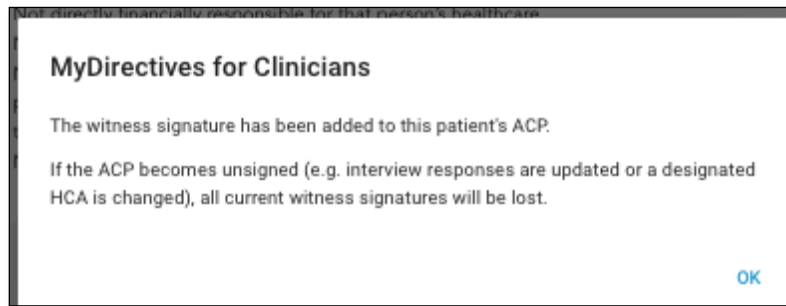 Not directly financially responsible for that person's healthcare
MyDirectives for Clinicians
The witness signature has been added to this patient's ACP.
If the ACP becomes unsigned (e.g. interview responses are updated or a designated
HCA is changed), all current witness signatures will be lost.
OK